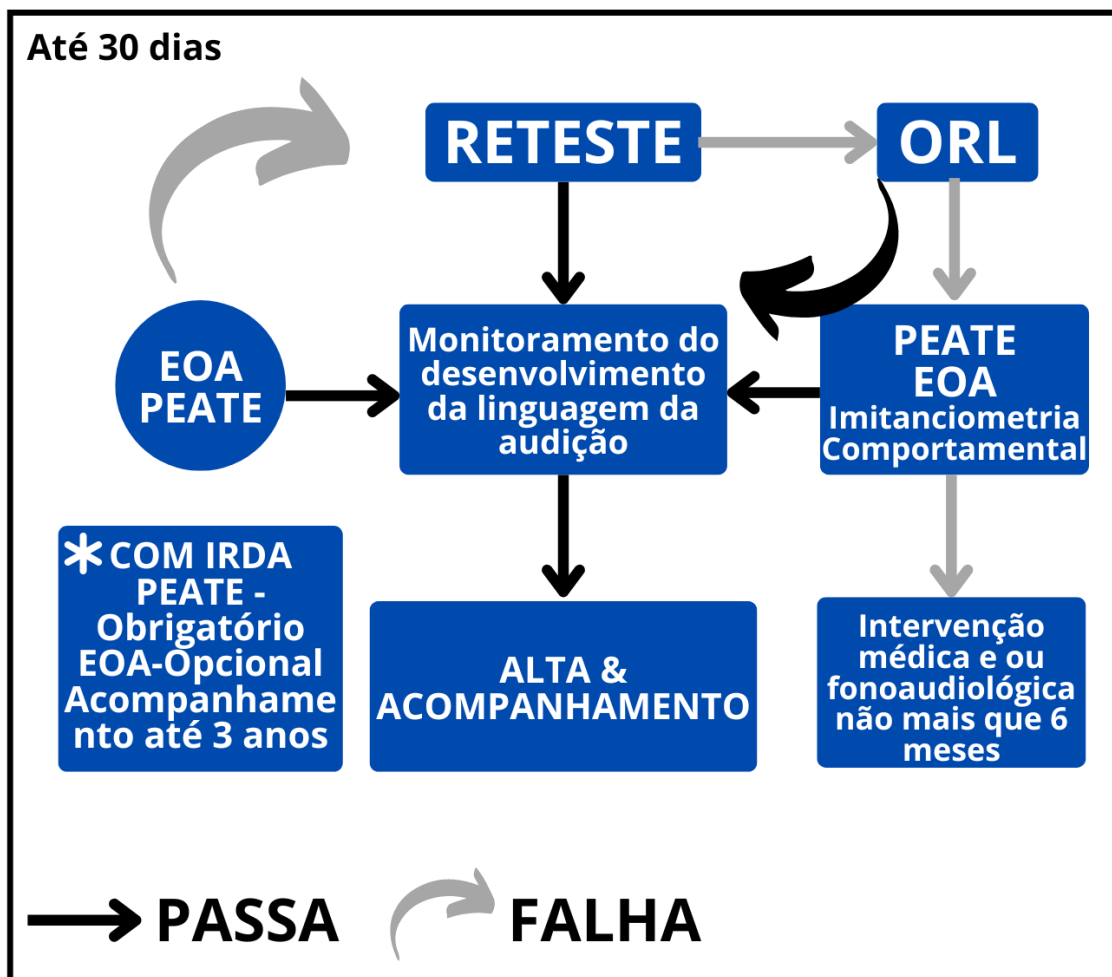 Até 30 dias
RETESTE
ORL
EOA
PEATE
Monitoramento do
desenvolvimento
da linguagem da
audição
PEATE
EOA
Imitanciometria
Comportamental
* COM IRDA
PEATE -
Obrigatório
EOA-Opcional
Acompanhame
nto até 3 anos
ALTA &
ACOMPANHAMENTO
Intervenção
médica e ou
fonoaudiológica
não mais que 6
meses
PASSA
FALHA